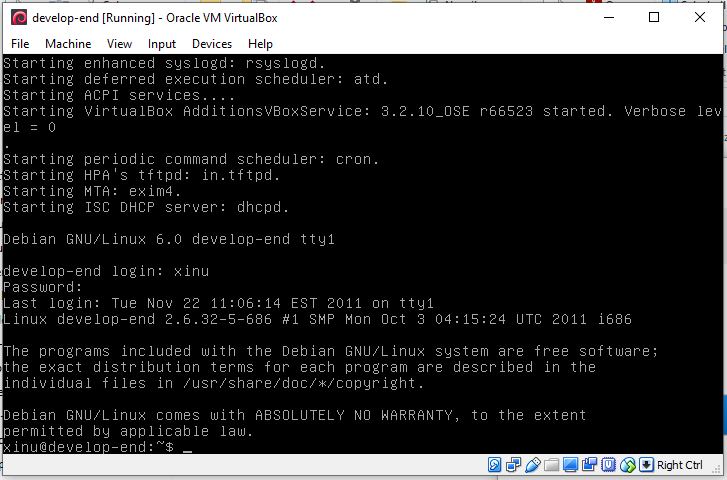 develop-end [Running] - Oracle VM VirtualBox
File Machine View Input Devices Help
Starting enhanced syslogd: rsyslogd.
Starting deferred execution scheduler: atd.
Starting ACPI services....
Starting VirtualBox AdditionsVBoxService: 3.2.10_OSE r66523 started. Verbose lev
el = 0
.
Starting periodic command scheduler: cron.
Starting HPA's tftpd: in.tftpd.
Starting MTA: exim4.
Starting ISC DHCP server: dhcpd.
Debian GNU/Linux 6.0 develop-end tty1
develop-end login: xinu
Password:
Last login: Tue Nov 22 11:06:14 EST 2011 on tty1
Linux develop-end 2.6.32-5-686 #1 SMP Mon Oct 3 04:15:24 UTC 2011 i686
The programs included with the Debian GNU/Linux system are free software;
the exact distribution terms for each program are described in the
individual files in /usr/share/doc/*/copyright.
Debian GNU/Linux comes with ABSOLUTELY NO WARRANTY, to the extent
permitted by applicable law.
xinu@develop-end:~$ _
Right Ctrl